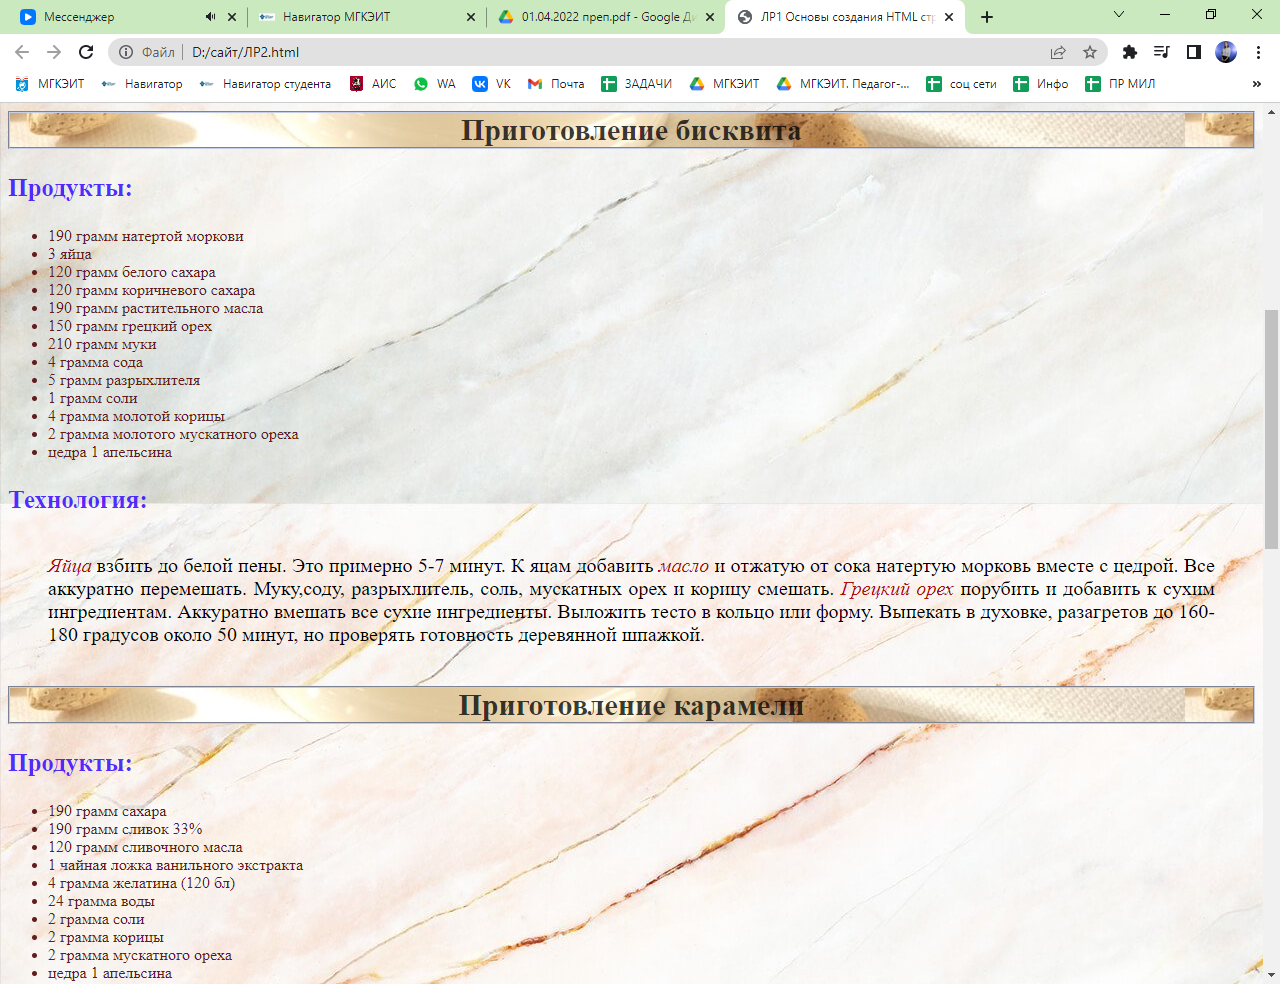 Мессенджер
Навигатор МГКЭИТ
01.04.2022 преп.pdf - Google Ди
ЛР1 Основы создания HTML стр
Файл
D:/сайт/ЛР2.html
МГКЭИТ
Навигатор
Навигатор студента
АИС
WA
VK
Почта
ЗАДАЧИ
МГКЭИТ
МГКЭИТ. Педагог-...
соц сети
Инфо
ПР МИЛ
»
Приготовление бисквита
Продукты:
• 190 грамм натертой моркови
• 3 яйца
• 120 грамм белого сахара
• 120 грамм коричневого сахара
• 190 грамм растительного масла
• 150 грамм грецкий орех
• 210 грамм муки
• 4 грамма сода
• 5 грамм разрыхлителя
• 1 грамм соли
• 4 грамма молотой корицы
• 2 грамма молотого мускатного ореха
• цедра 1 апельсина
Технология:
Яйца взбить до белой пены. Это примерно 5-7 минут. К яцам добавить масло и отжатую от сока натертую морковь вместе с цедрой. Все
аккуратно перемешать. Муку,соду, разрыхлитель, соль, мускатных орех и корицу смешать. Грецкий орех порубить и добавить к сухим
ингредиентам. Аккуратно вмешать все сухие ингредиенты. Выложить тесто в кольцо или форму. Выпекать в духовке, разагретов до 160-
180 градусов около 50 минут, но проверять готовность деревянной шпажкой.
Приготовление карамели
Продукты:
• 190 грамм сахара
• 190 грамм сливок 33%
• 120 грамм сливочного масла
• 1 чайная ложка ванильного экстракта
• 4 грамма желатина (120 бл)
• 24 грамма воды
• 2 грамма соли
• 2 грамма корицы
• 2 грамма мускатного ореха
• цедра 1 апельсина